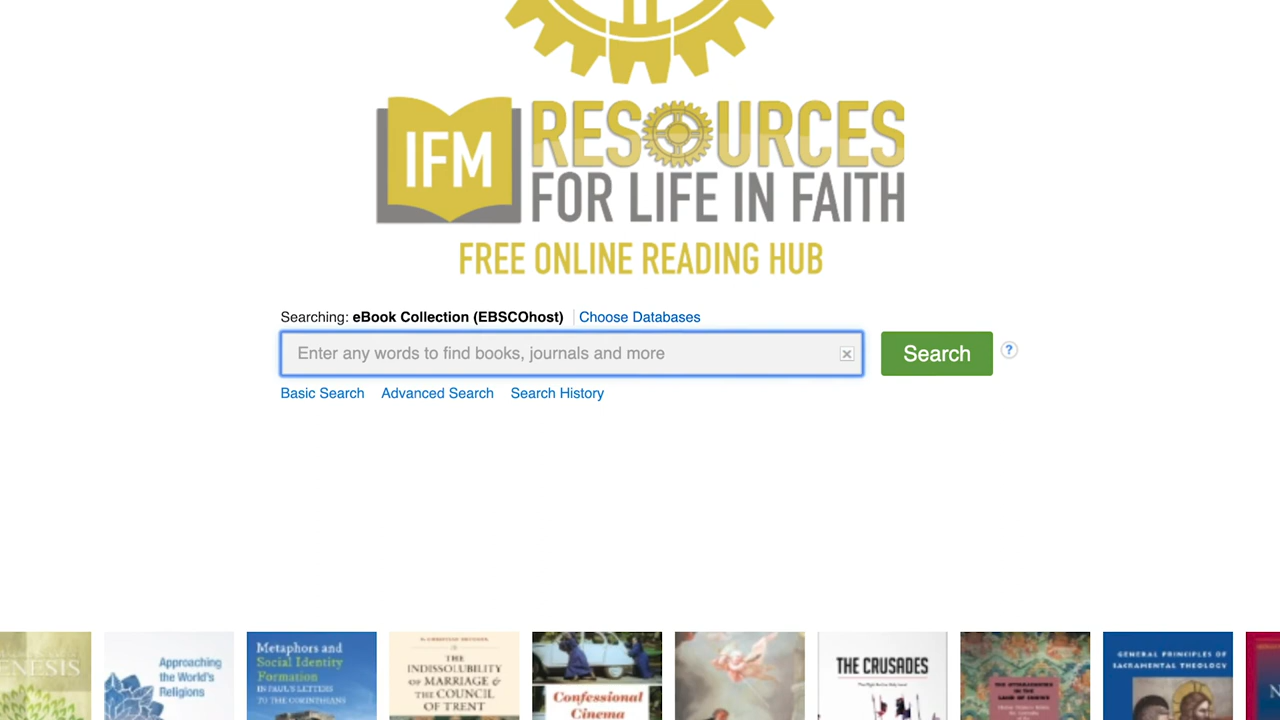 IFM
RESOURCES
FOR LIFE IN FAITH
FREE ONLINE READING HUB
Searching: eBook Collection (EBSCOhost) Choose Databases
Enter any words to find books, journals and more
Search
?
Basic Search Advanced Search Search History
ENESIS
Approaching
the World's
Religions
Metaphors and
Social Identity
Formation
IN PAUL'S LETTERS
TO THE CORINTHIANS
THE
INDISSOLUBILITY
OF MARRIAGE &
THE COUNCIL
OF TRENT
Confessional
Cinema
THE CRUSADES
GENERAL PRINCIPLES OF
SACRAMENTAL THEOLOGY